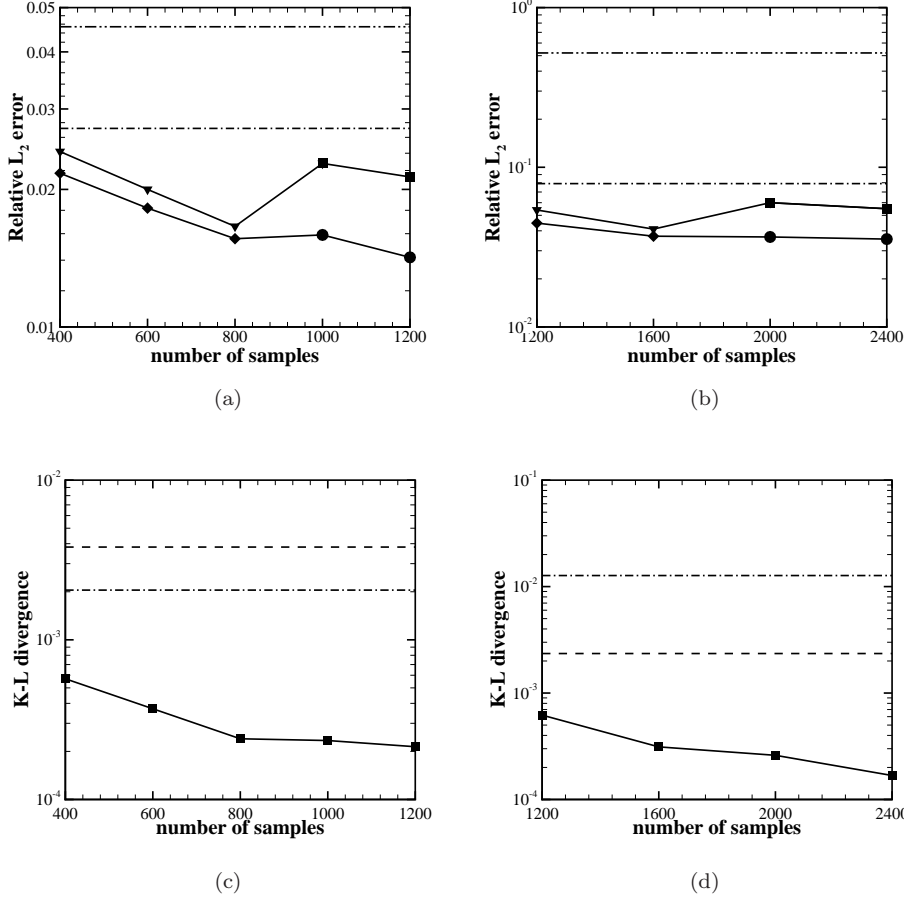 Relative L₂ error
0.05
0.04
0.03
0.02
0.01
400 600 800 1000 1200
number of samples
(a)
Relative L₂ error
10⁰
10⁻¹
10⁻²
1200 1600 2000 2400
number of samples
(b)
K-L divergence
10⁻²
10⁻³
10⁻⁴
400 600 800 1000 1200
number of samples
(c)
K-L divergence
10⁻¹
10⁻²
10⁻³
10⁻⁴
1200 1600 2000 2400
number of samples
(d)